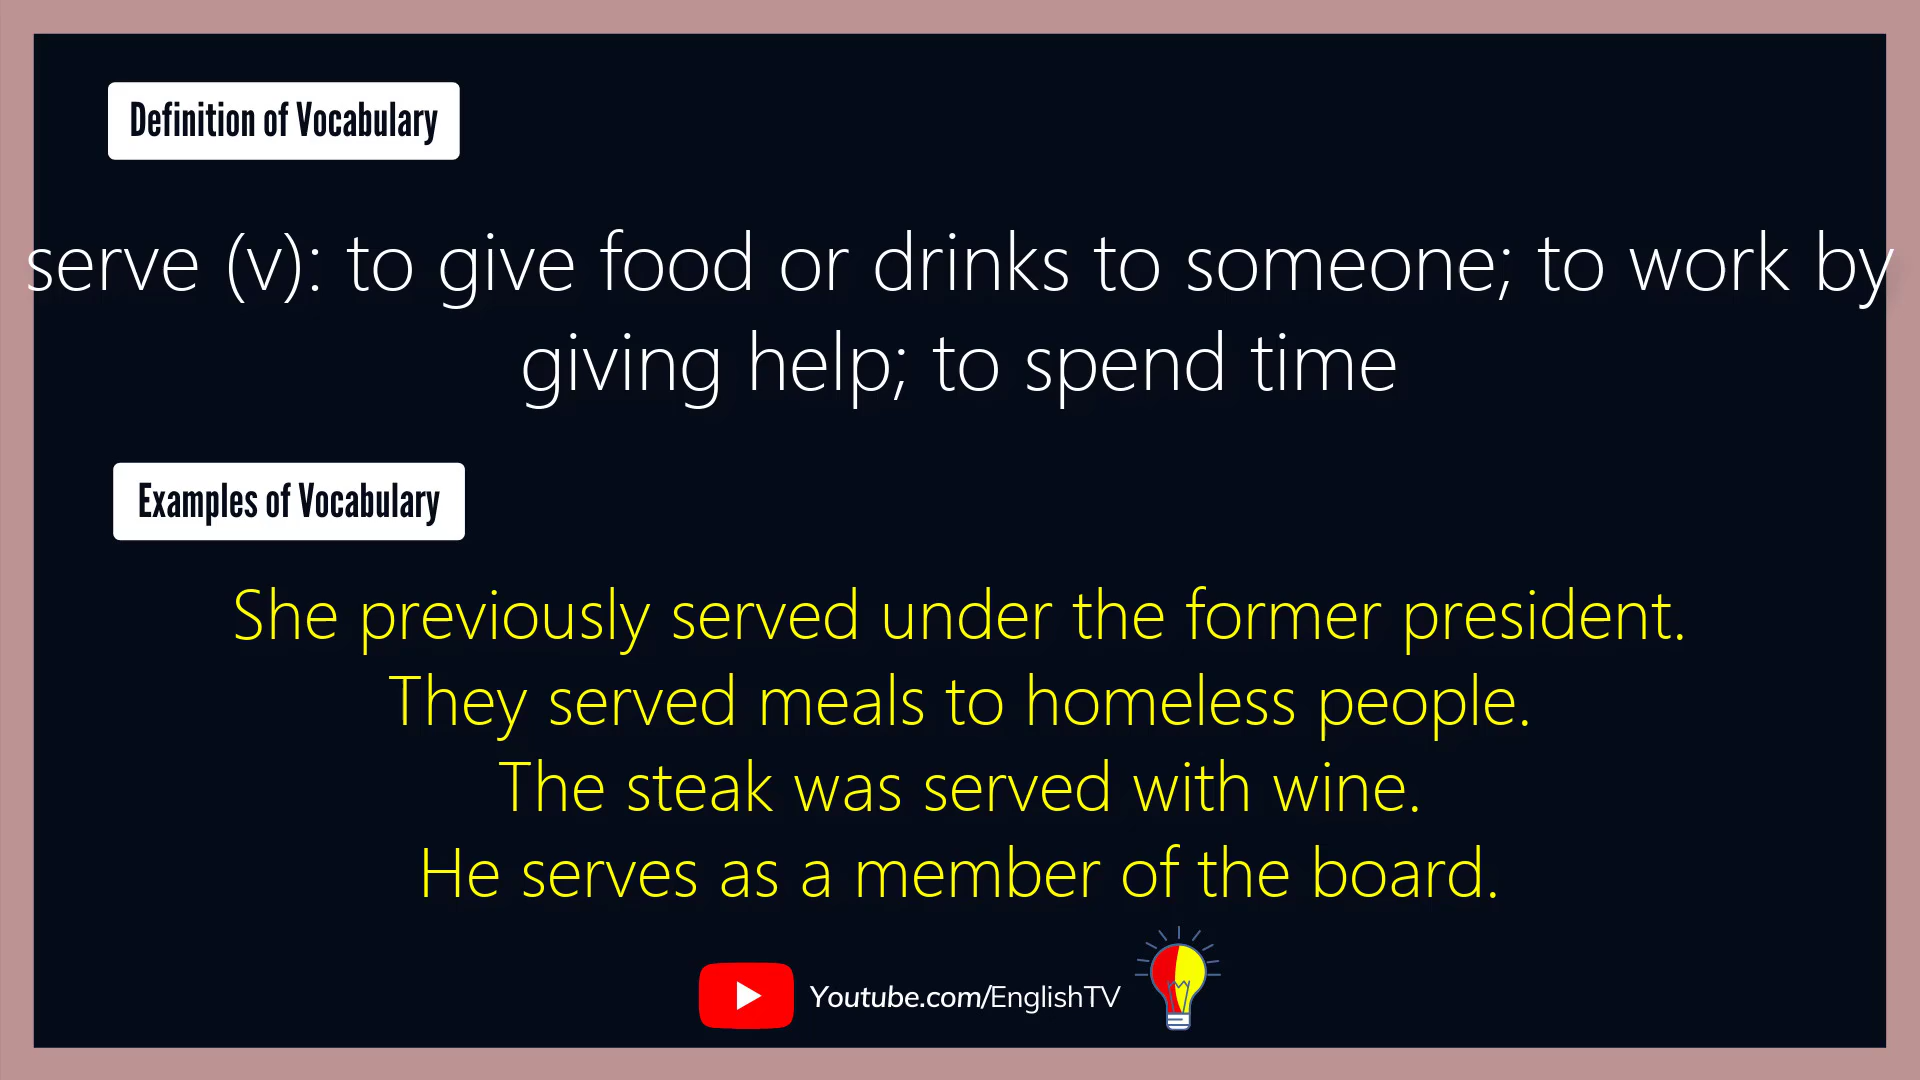 Definition of Vocabulary
serve (v): to give food or drinks to someone; to work by
giving help; to spend time
Examples of Vocabulary
She previously served under the former president.
They served meals to homeless people.
The steak was served with wine.
He serves as a member of the board.
Youtube.com/EnglishTV